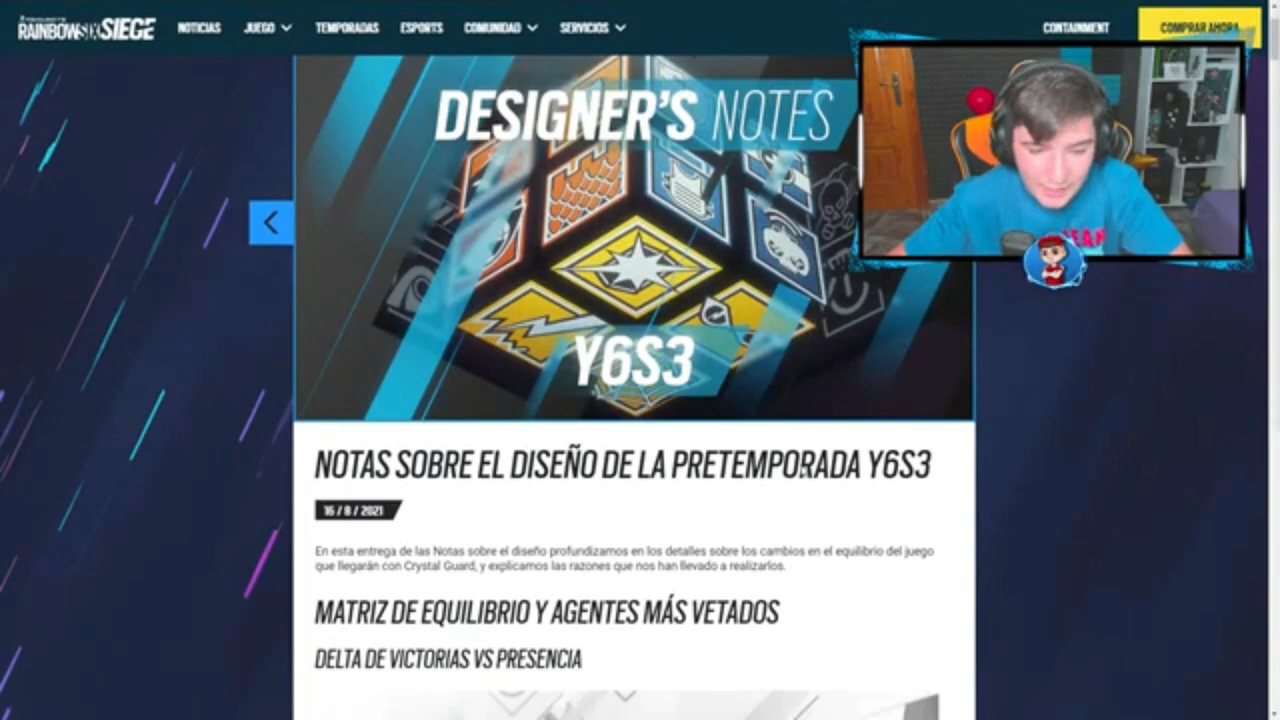 RAINBOWSIX SIEGE
NOTICIAS
JUEGO
TEMPORADAS
ESPORTS
COMUNIDAD
SERVICIOS
CONTAINMENT
COMPRAR AHORA
DESIGNER'S NOTES
Y6S3
NOTAS SOBRE EL DISEÑO DE LA PRETEMPORADA Y6S3
16 / 8 / 2021
En esta entrega de las Notas sobre el diseño profundizamos en los detalles sobre los cambios en el equilibrio del juego
que llegarán con Crystal Guard, y explicamos las razones que nos han llevado a realizarlos.
MATRIZ DE EQUILIBRIO Y AGENTES MÁS VETADOS
DELTA DE VICTORIAS VS PRESENCIA